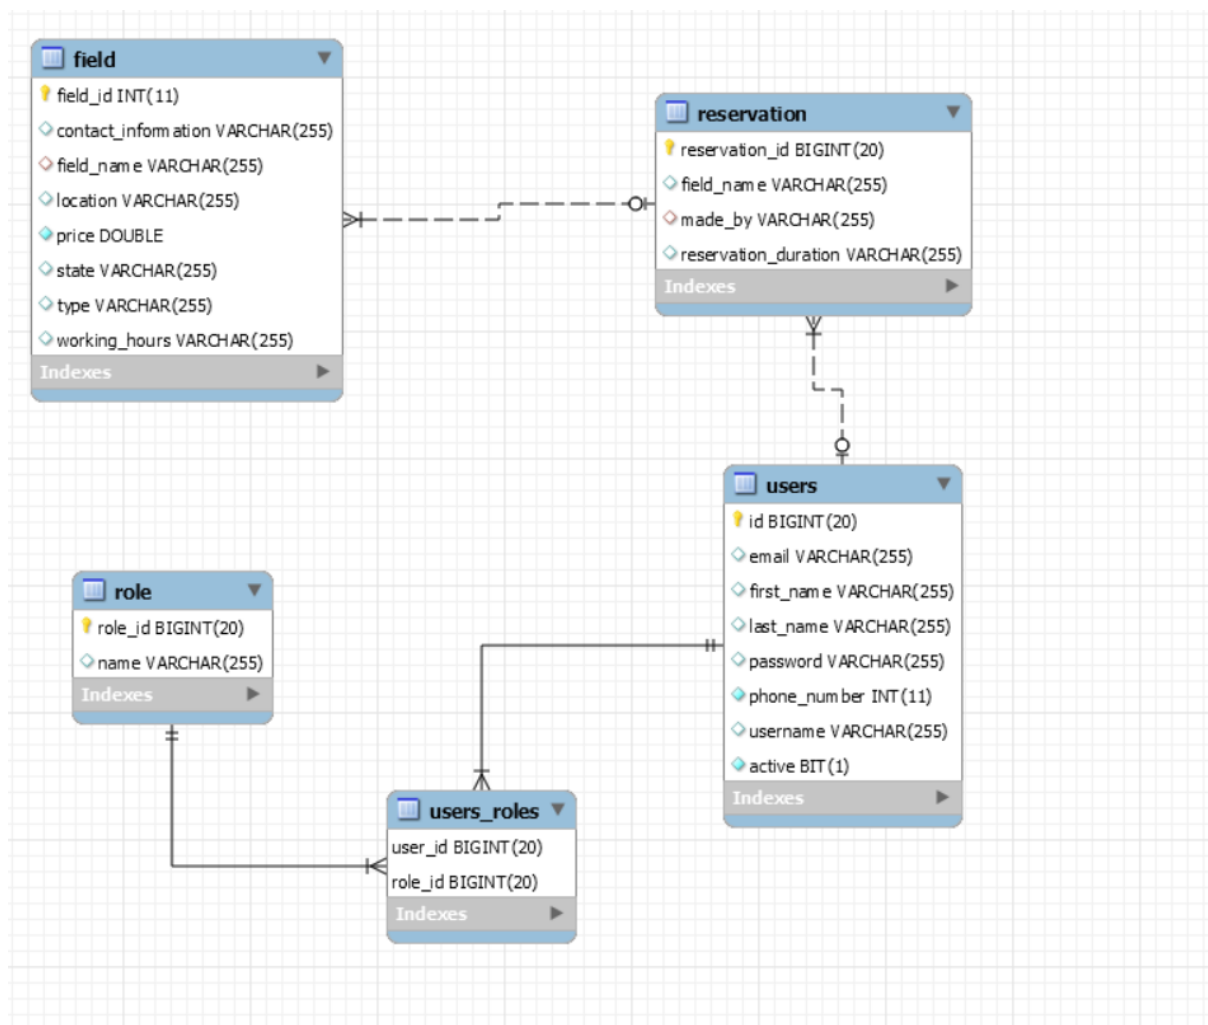 field
field_id INT(11)
contact_information VARCHAR(255)
field_name VARCHAR(255)
location VARCHAR(255)
price DOUBLE
state VARCHAR(255)
type VARCHAR(255)
working_hours VARCHAR(255)
Indexes
reservation
reservation_id BIGINT(20)
field_name VARCHAR(255)
made_by VARCHAR(255)
reservation_duration VARCHAR(255)
Indexes
users
id BIGINT(20)
email VARCHAR(255)
first_name VARCHAR(255)
last_name VARCHAR(255)
password VARCHAR(255)
phone_number INT(11)
username VARCHAR(255)
active BIT(1)
Indexes
role
role_id BIGINT(20)
name VARCHAR(255)
Indexes
users_roles
user_id BIGINT(20)
role_id BIGINT(20)
Indexes